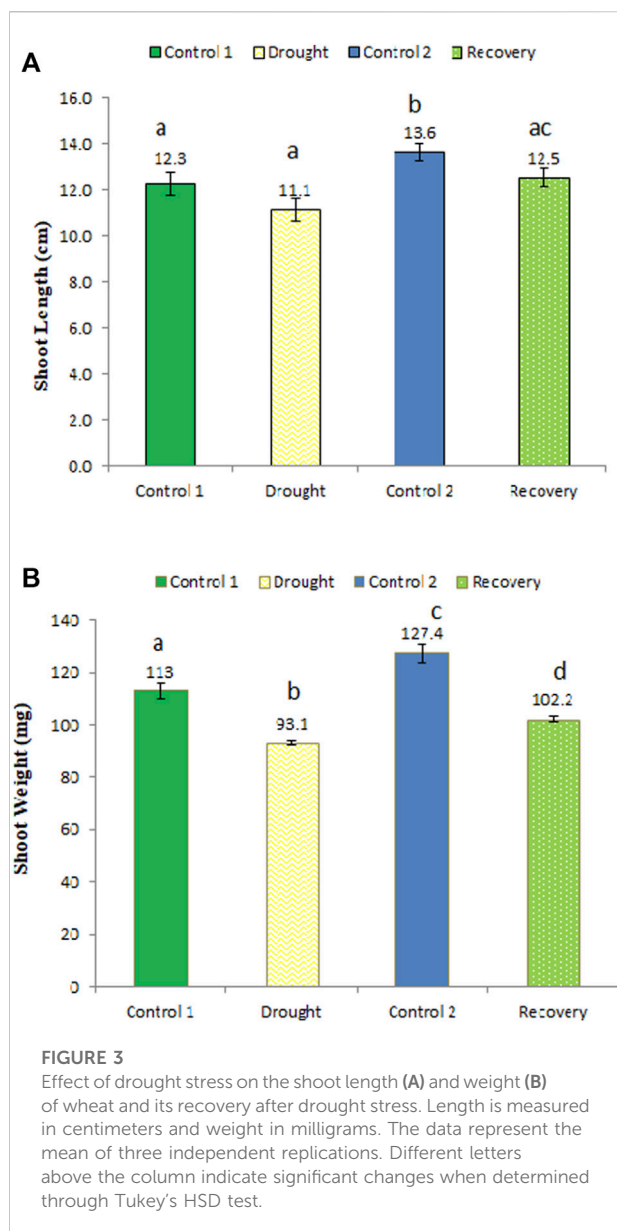 A
Control 1 Drought Control 2 Recovery
16.0
14.0
12.0
10.0
8.0
6.0
4.0
2.0
0.0
Shoot Length (cm)
a
12.3
a
11.1
b
13.6
ac
12.5
Control 1 Drought Control 2 Recovery
B
Control 1 Drought Control 2 Recovery
140
120
100
80
60
40
20
0
Shoot Weight (mg)
a
113
b
93.1
c
127.4
d
102.2
Control 1 Drought Control 2 Recovery
FIGURE 3
Effect of drought stress on the shoot length (A) and weight (B)
of wheat and its recovery after drought stress. Length is measured
in centimeters and weight in milligrams. The data represent the
mean of three independent replications. Different letters
above the column indicate significant changes when determined
through Tukey’s HSD test.